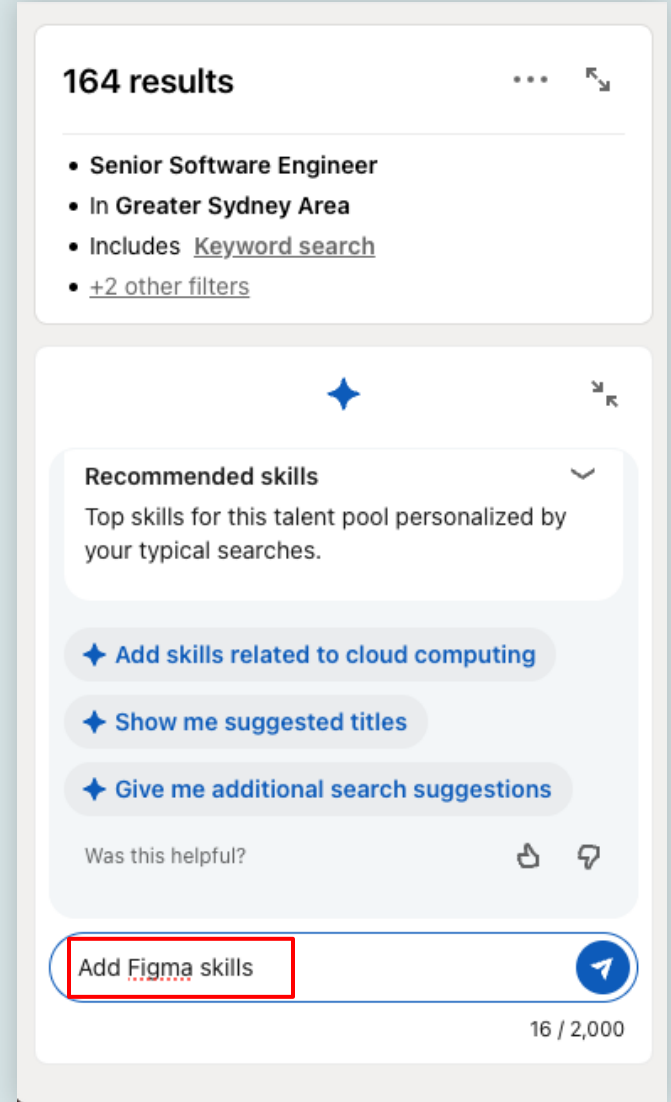 164 results
Senior Software Engineer
In Greater Sydney Area
Includes Keyword search
+2 other filters
Recommended skills
Top skills for this talent pool personalized by
your typical searches.
Add skills related to cloud computing
Show me suggested titles
Give me additional search suggestions
Was this helpful?
Add Figma skills
16 / 2,000